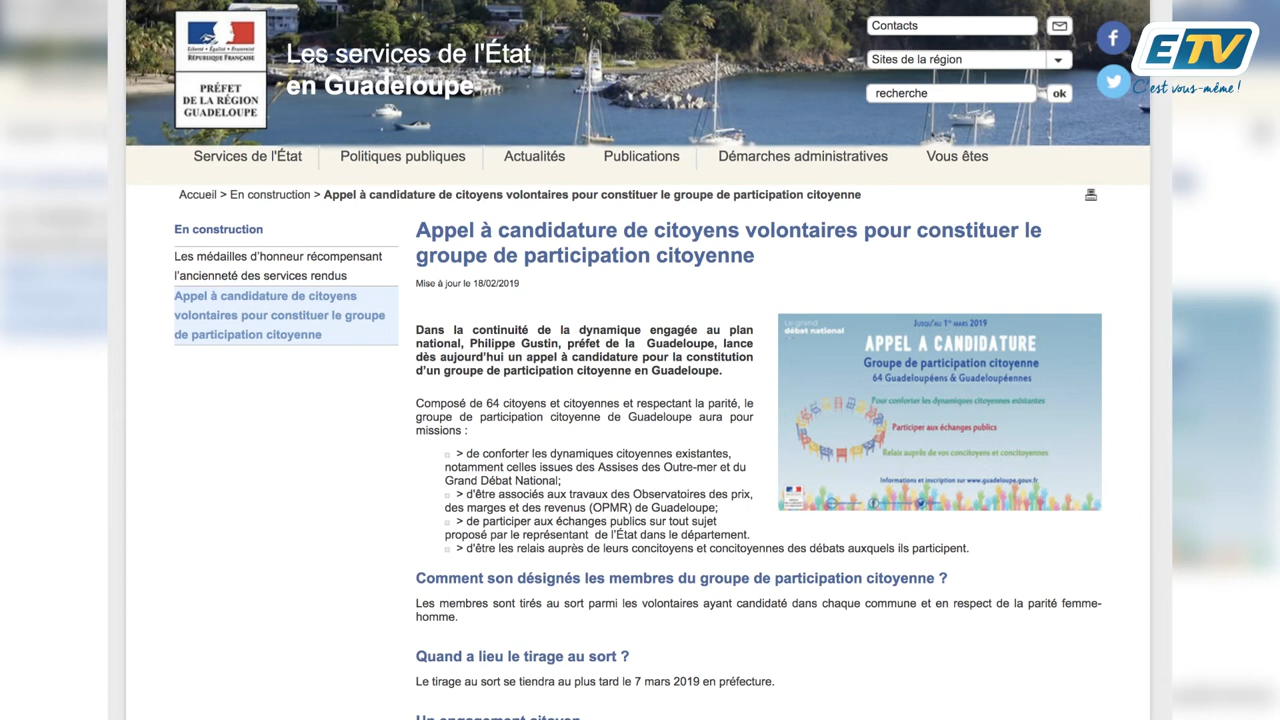 Liberté • Égalité • Fraternité
RÉPUBLIQUE FRANÇAISE
PRÉFET
DE LA RÉGION
GUADELOUPE
Les services de l'État
en Guadeloupe
Contacts
Sites de la région
recherche
ok
ETV
C'est vous-même !
Services de l'État
Politiques publiques
Actualités
Publications
Démarches administratives
Vous êtes
Accueil > En construction > Appel à candidature de citoyens volontaires pour constituer le groupe de participation citoyenne
En construction
Les médailles d’honneur récompensant
l’ancienneté des services rendus
Appel à candidature de citoyens
volontaires pour constituer le groupe
de participation citoyenne
Appel à candidature de citoyens volontaires pour constituer le
groupe de participation citoyenne
Mise à jour le 18/02/2019
Dans la continuité de la dynamique engagée au plan
national, Philippe Gustin, préfet de la Guadeloupe, lance
dès aujourd’hui un appel à candidature pour la constitution
d’un groupe de participation citoyenne en Guadeloupe.
Composé de 64 citoyens et citoyennes et respectant la parité, le
groupe de participation citoyenne de Guadeloupe aura pour
missions :
> de conforter les dynamiques citoyennes existantes,
notamment celles issues des Assises des Outre-mer et du
Grand Débat National;
> d'être associés aux travaux des Observatoires des prix,
des marges et des revenus (OPMR) de Guadeloupe;
> de participer aux échanges publics sur tout sujet
proposé par le représentant de l’État dans le département.
> d'être les relais auprès de leurs concitoyens et concitoyennes des débats auxquels ils participent.
Le grand
débat national
Jusqu'au 1er mars 2019
APPEL A CANDIDATURE
Groupe de participation citoyenne
64 Guadeloupéens & Guadeloupéennes
Pour conforter les dynamiques citoyennes existantes
Participer aux échanges publics
Relais auprès de vos concitoyens et concitoyennes
Informations et inscription sur www.guadeloupe.gouv.fr
Comment son désignés les membres du groupe de participation citoyenne ?
Les membres sont tirés au sort parmi les volontaires ayant candidaté dans chaque commune et en respect de la parité femme-
homme.
Quand a lieu le tirage au sort ?
Le tirage au sort se tiendra au plus tard le 7 mars 2019 en préfecture.
Un engagement citoyen